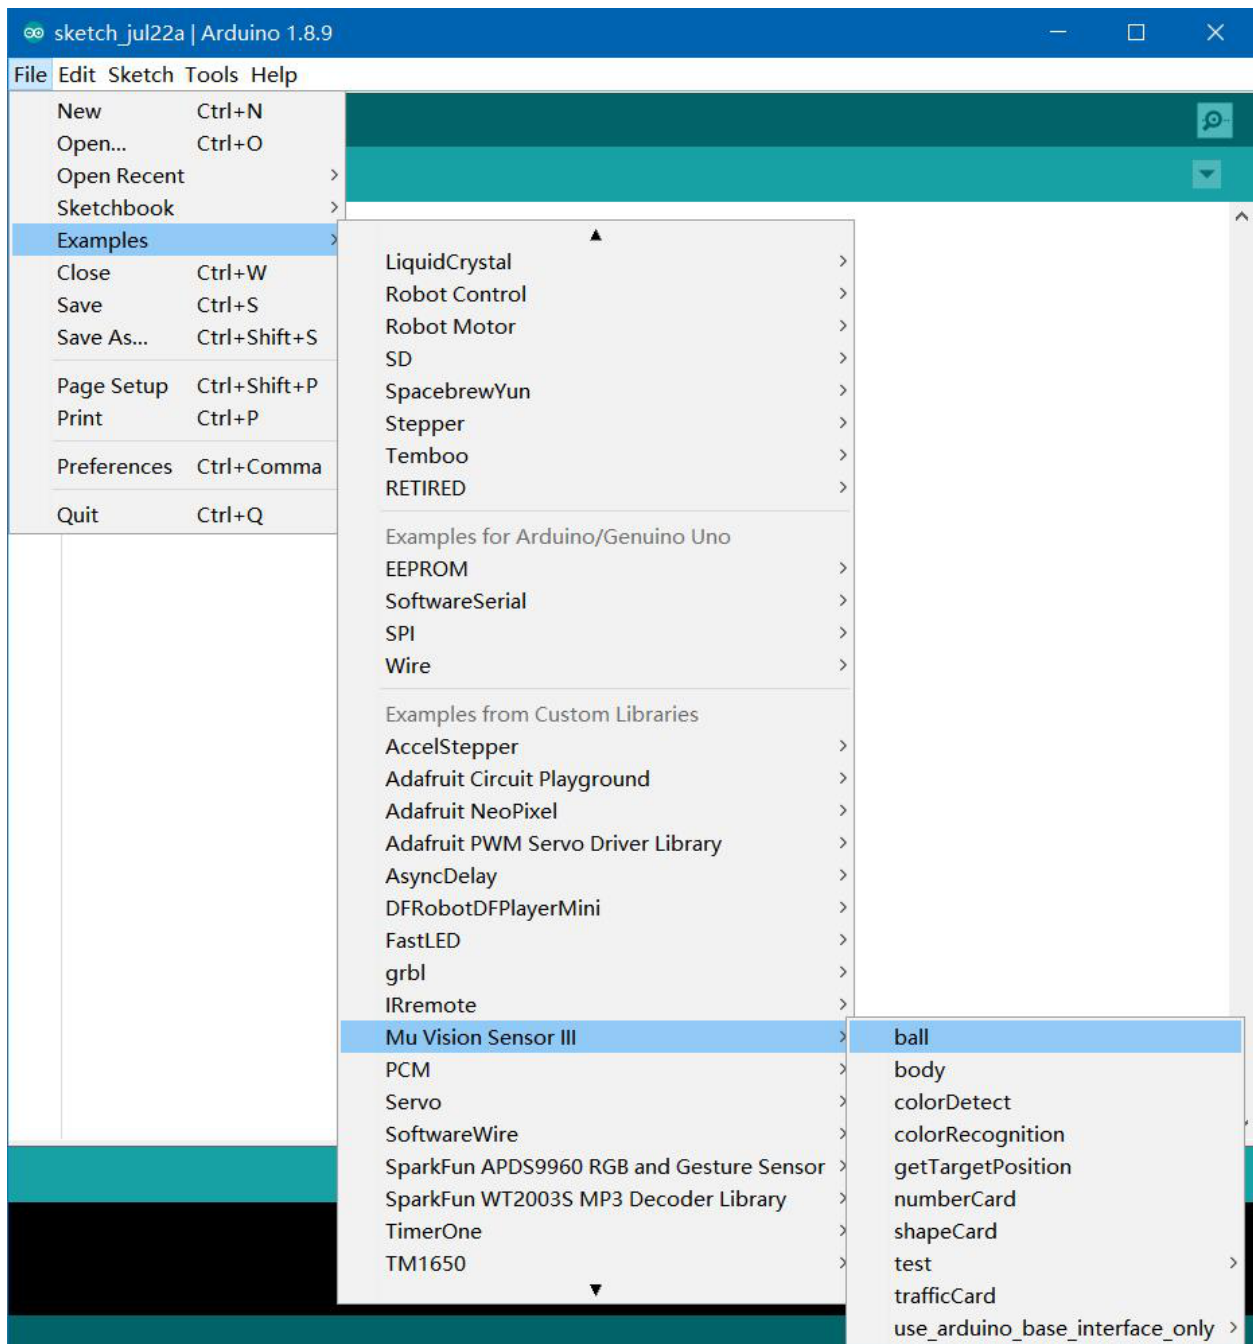 sketch_jul22a | Arduino 1.8.9
File Edit Sketch Tools Help
New Ctrl+N
Open... Ctrl+O
Open Recent
Sketchbook
Examples
Close Ctrl+W
Save Ctrl+S
Save As... Ctrl+Shift+S
Page Setup Ctrl+Shift+P
Print Ctrl+P
Preferences Ctrl+Comma
Quit Ctrl+Q
LiquidCrystal
Robot Control
Robot Motor
SD
SpacebrewYun
Stepper
Temboo
RETIRED
Examples for Arduino/Genuino Uno
EEPROM
SoftwareSerial
SPI
Wire
Examples from Custom Libraries
AccelStepper
Adafruit Circuit Playground
Adafruit NeoPixel
Adafruit PWM Servo Driver Library
AsyncDelay
DFRobotDFPlayerMini
FastLED
grbl
IRremote
Mu Vision Sensor III
PCM
Servo
SoftwareWire
SparkFun APDS9960 RGB and Gesture Sensor
SparkFun WT2003S MP3 Decoder Library
TimerOne
TM1650
ball
body
colorDetect
colorRecognition
getTargetPosition
numberCard
shapeCard
test
trafficCard
use_arduino_base_interface_only